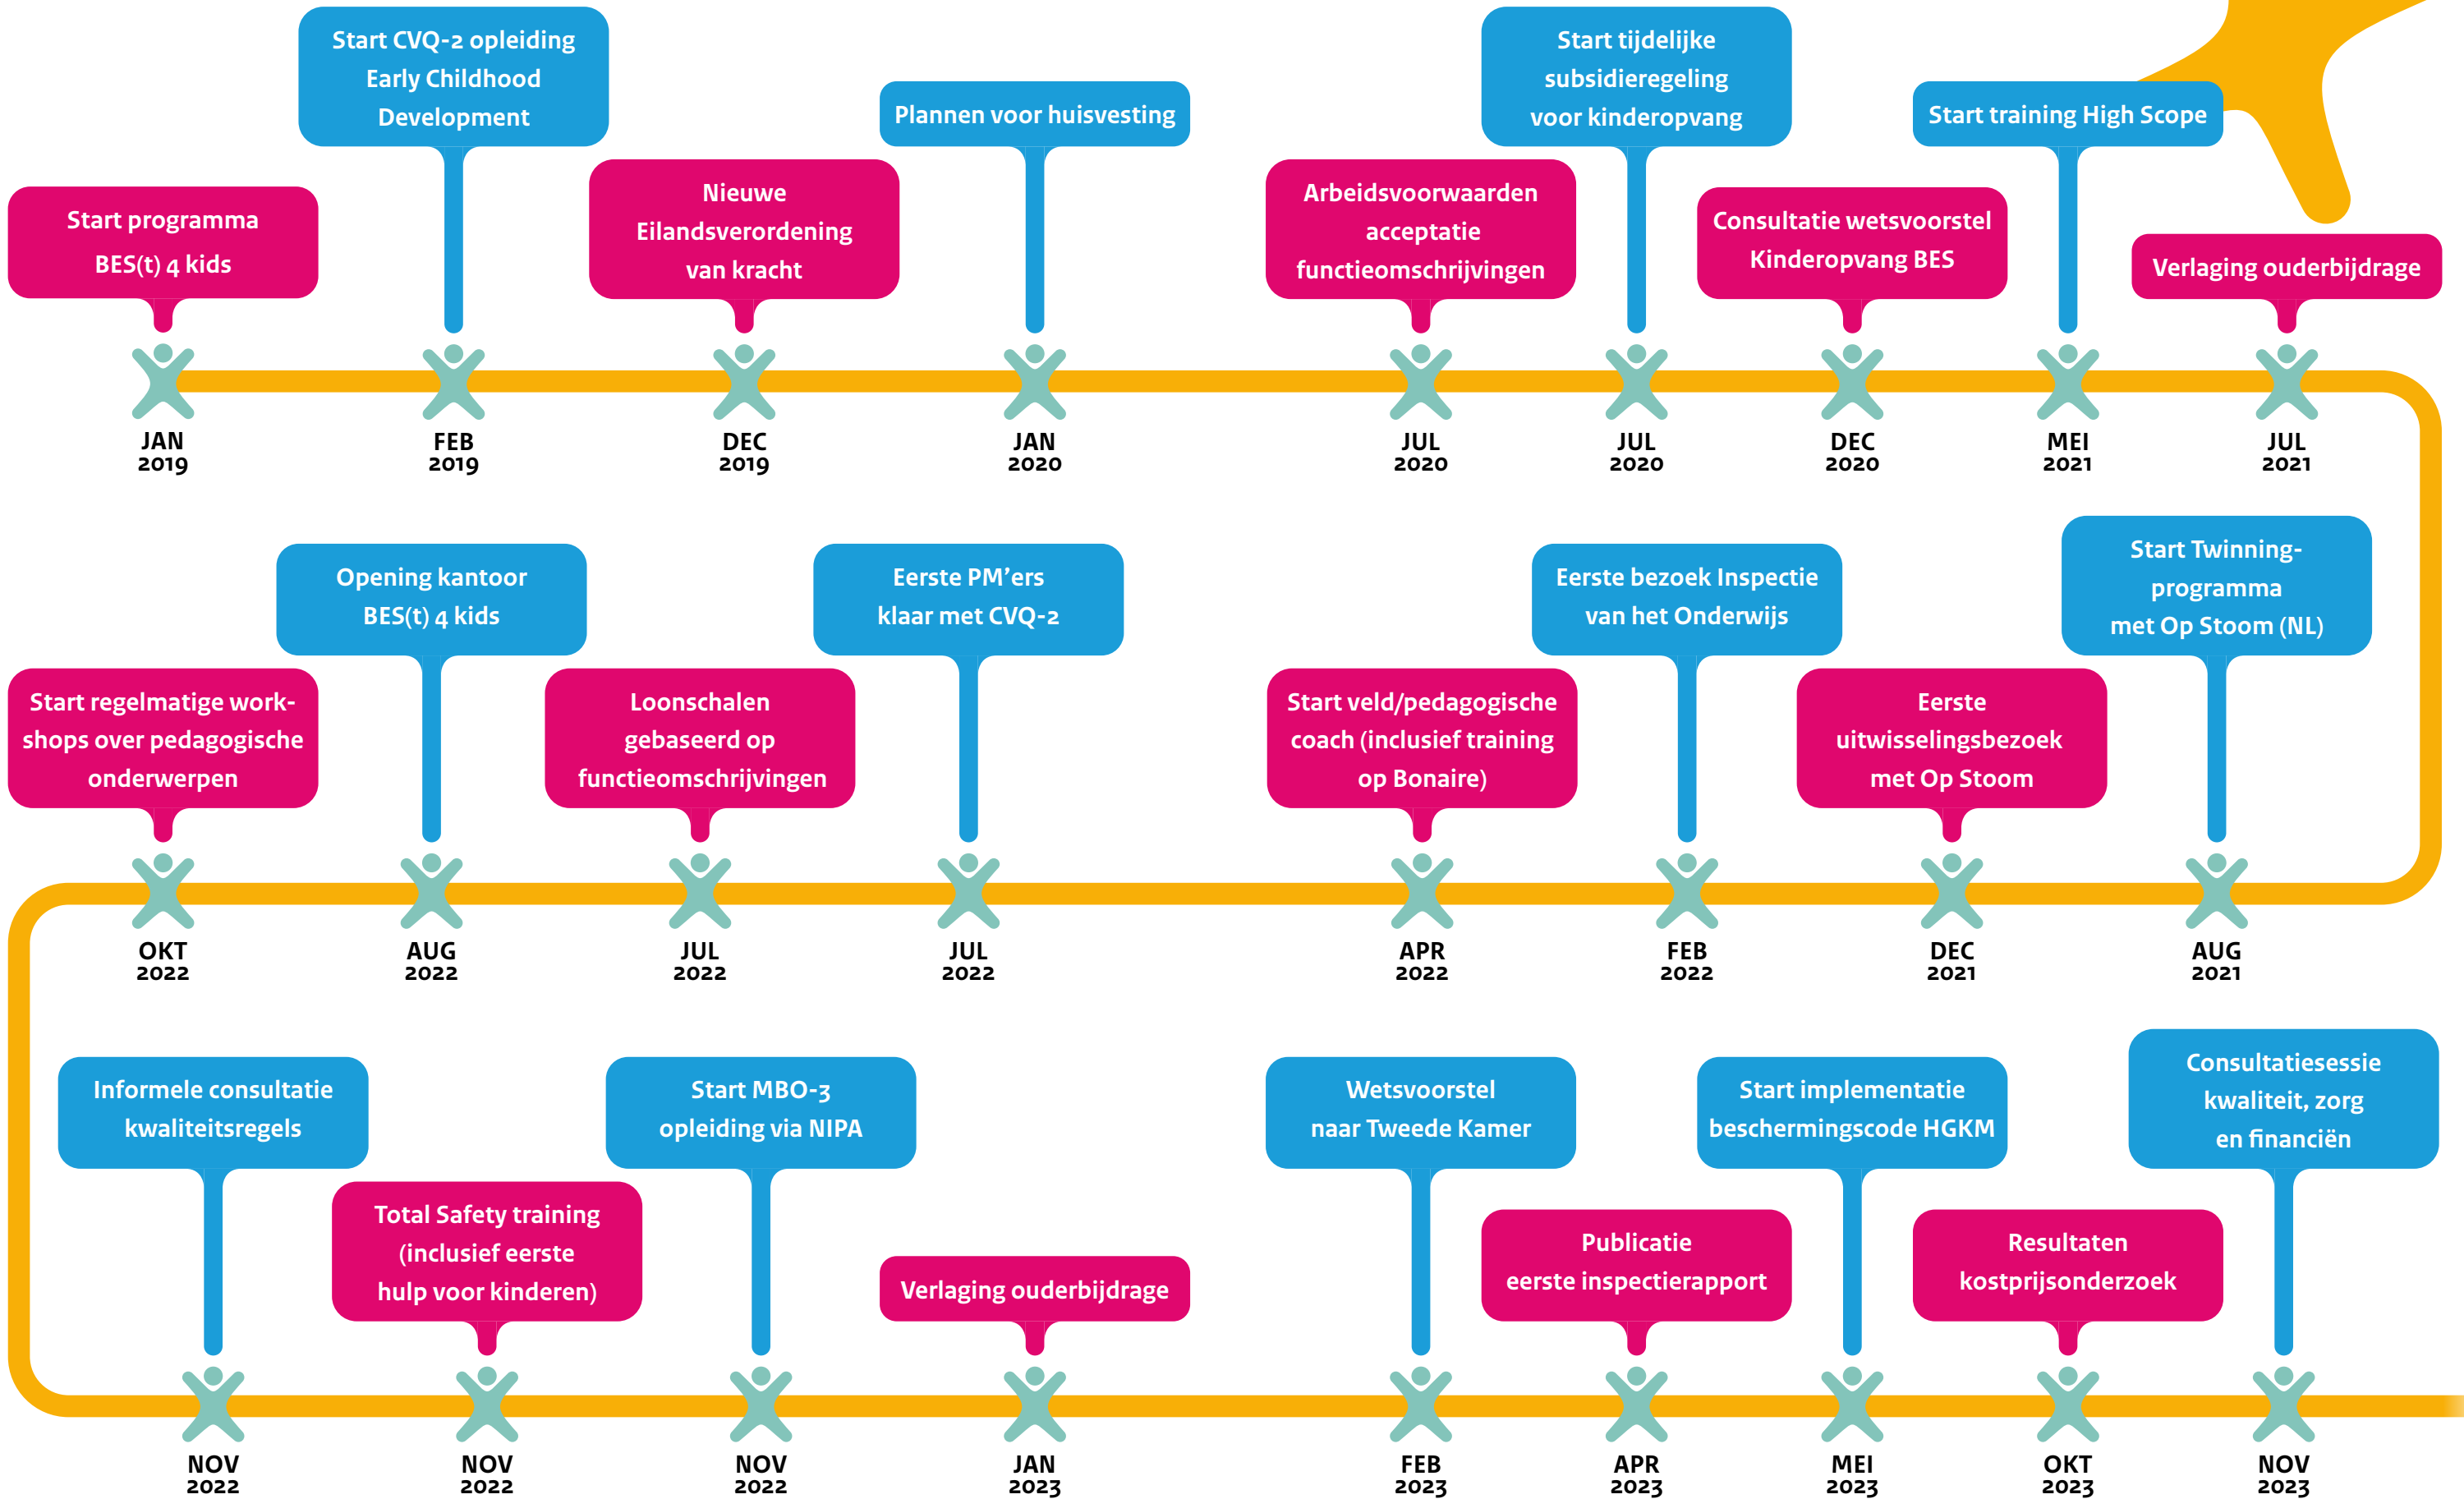 Start programma
BES(t) 4 kids
JAN
2019
Start CVQ-2 opleiding
Early Childhood
Development
FEB
2019
Nieuwe
Eilandsverordening
van kracht
DEC
2019
Plannen voor huisvesting
JAN
2020
Arbeidsvoorwaarden
acceptatie
functieomschrijvingen
JUL
2020
Start tijdelijke
subsidieregeling
voor kinderopvang
JUL
2020
Consultatie wetsvoorstel
Kinderopvang BES
DEC
2020
Start training High Scope
MEI
2021
Verlaging ouderbijdrage
JUL
2021
Start Twinning-
programma
met Op Stoom (NL)
AUG
2021
Eerste
uitwisselingsbezoek
met Op Stoom
DEC
2021
Eerste bezoek Inspectie
van het Onderwijs
FEB
2022
Start veld/pedagogische
coach (inclusief training
op Bonaire)
APR
2022
Eerste PM'ers
klaar met CVQ-2
JUL
2022
Loonschalen
gebaseerd op
functieomschrijvingen
JUL
2022
Opening kantoor
BES(t) 4 kids
AUG
2022
Start regelmatige work-
shops over pedagogische
onderwerpen
OKT
2022
Informele consultatie
kwaliteitsregels
NOV
2022
Total Safety training
(inclusief eerste
hulp voor kinderen)
NOV
2022
Start MBO-3
opleiding via NIPA
NOV
2022
Verlaging ouderbijdrage
JAN
2023
Wetsvoorstel
naar Tweede Kamer
FEB
2023
Publicatie
eerste inspectierapport
APR
2023
Start implementatie
beschermingscode HGKM
MEI
2023
Resultaten
kostprijsonderzoek
OKT
2023
Consultatiesessie
kwaliteit, zorg
en financiën
NOV
2023